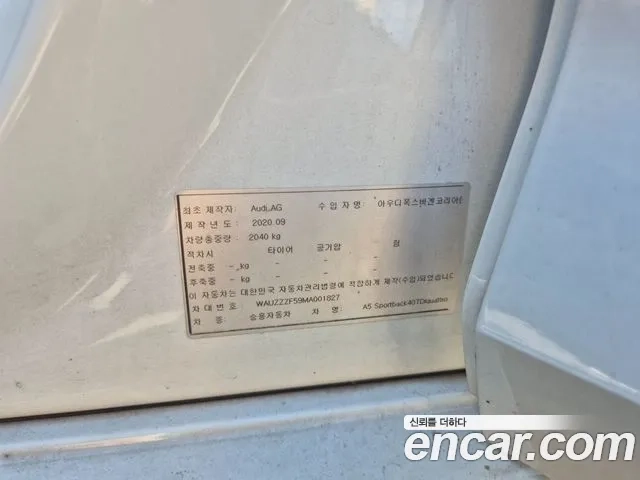 최초 제작자: Audi.AG 수 입 자 명: 아우디폭스바겐코리아(
제 작 년 도 : 2020.09
차량총중량 : 2040 kg
적차시 타이어 공기압 - 림
전축중 - kg - - -
후축중 - kg - - -
이 자동차는 대한민국 자동차관리법령에 적합하게 제작(수입)되었습니
차 대 번 호 WAUZZZF59MA001827
차 종: 승용자동차 차 명: A5 Sportback40TDIquattro
신뢰를 더하다
encar.com